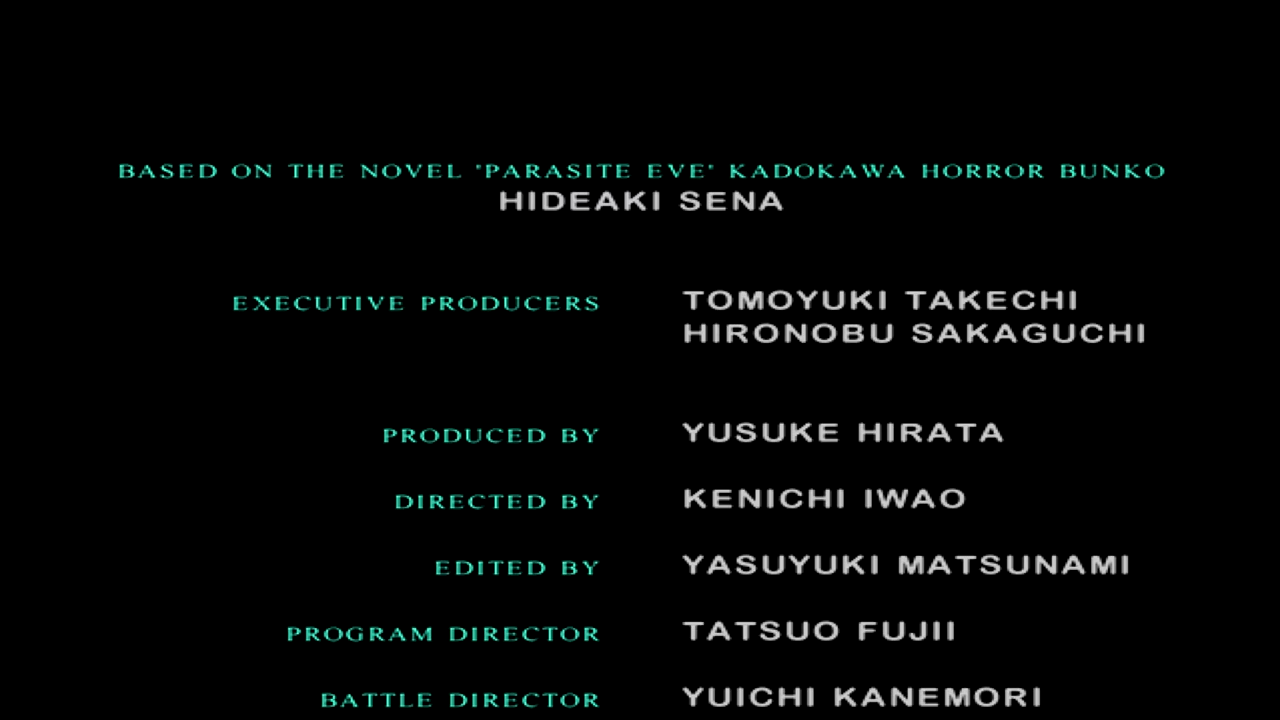 BASED ON THE NOVEL 'PARASITE EVE' KADOKAWA HORROR BUNKO
HIDEAKI SENA
EXECUTIVE PRODUCERS TOMOYUKI TAKECHI
HIRONOBU SAKAGUCHI
PRODUCED BY YUSUKE HIRATA
DIRECTED BY KENICHI IWAO
EDITED BY YASUYUKI MATSUNAMI
PROGRAM DIRECTOR TATSUO FUJII
BATTLE DIRECTOR YUICHI KANEMORI